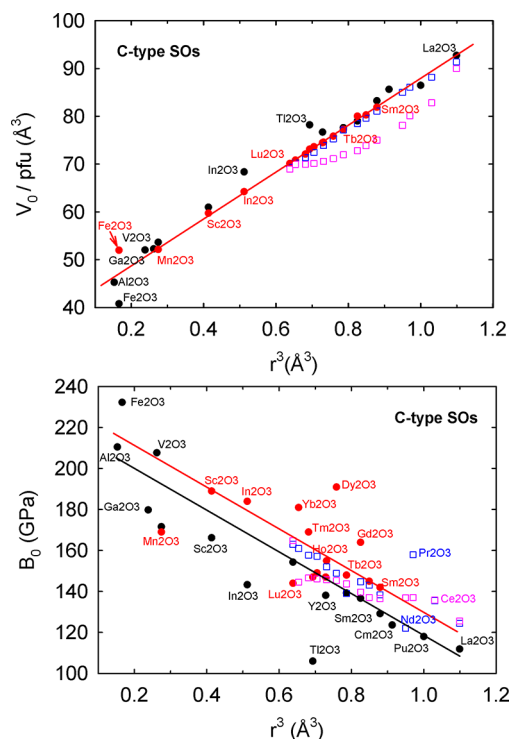 C-type SOs
La2O3
Tl2O3
Sm2O3
Tb2O3
Lu2O3
In2O3
In2O3
Sc2O3
Fe2O3
V2O3
Ga2O3
Mn2O3
Al2O3
Fe2O3
V0 / pfu (Å³)
100
90
80
70
60
50
40
0.2 0.4 0.6 0.8 1.0 1.2
r³(Å³)
C-type SOs
Fe2O3
V2O3
Al2O3
Sc2O3
In2O3
Dy2O3
Yb2O3
Ga2O3
Tm2O3
Gd2O3
Mn2O3
Ho2O3
Pr2O3
Sc2O3
Tb2O3
Sm2O3
In2O3
Lu2O3
Ce2O3
Y2O3
Nd2O3
Sm2O3
Cm2O3
Pu2O3
La2O3
Tl2O3
B0 (GPa)
240
220
200
180
160
140
120
100
0.2 0.4 0.6 0.8 1.0 1.2
r³ (Å³)